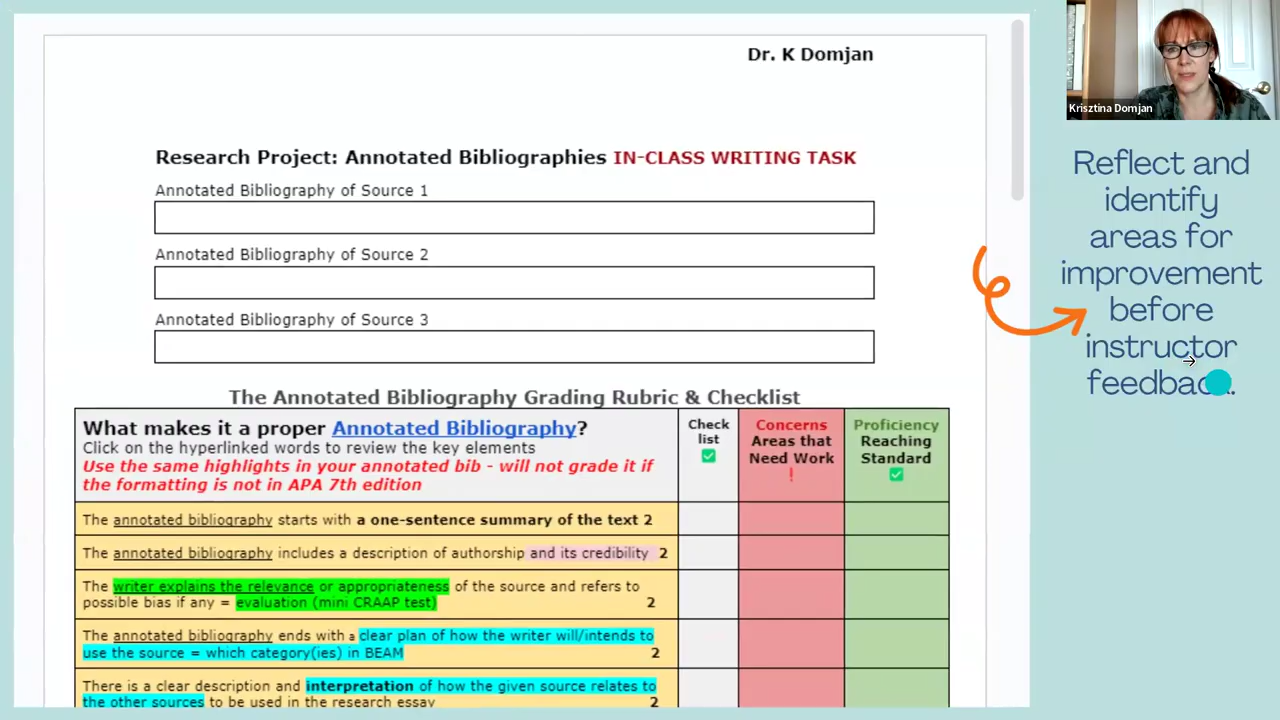 Dr. K Domjan
Research Project: Annotated Bibliographies IN-CLASS WRITING TASK
Annotated Bibliography of Source 1
Annotated Bibliography of Source 2
Annotated Bibliography of Source 3
The Annotated Bibliography Grading Rubric & Checklist
What makes it a proper Annotated Bibliography?
Click on the hyperlinked words to review the key elements
Use the same highlights in your annotated bib - will not grade it if
the formatting is not in APA 7th edition
Check
list
✅
Concerns
Areas that
Need Work
❗
Proficiency
Reaching
Standard
✅
The annotated bibliography starts with a one-sentence summary of the text 2
The annotated bibliography includes a description of authorship and its credibility 2
The writer explains the relevance or appropriateness of the source and refers to
possible bias if any = evaluation (mini CRAAP test) 2
The annotated bibliography ends with a clear plan of how the writer will/intends to
use the source = which category(ies) in BEAM 2
There is a clear description and interpretation of how the given source relates to
the other sources to be used in the research essay 2
Krisztina Domjan
Reflect and
identify
areas for
improvement
before
instructor
feedback.